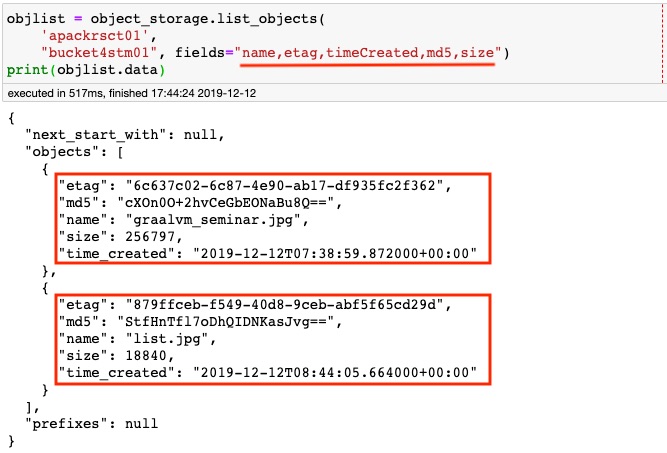 objlist = object_storage.list_objects(
    'apackrsct01',
    "bucket4stm01", fields="name,etag,timeCreated,md5,size")
print(objlist.data)
executed in 517ms, finished 17:44:24 2019-12-12
{
  "next_start_with": null,
  "objects": [
    {
      "etag": "6c637c02-6c87-4e90-ab17-df935fc2f362",
      "md5": "cXOn0O+2hvCeGbEONaBu8Q==",
      "name": "graalvm_seminar.jpg",
      "size": 256797,
      "time_created": "2019-12-12T07:38:59.872000+00:00"
    },
    {
      "etag": "879ffceb-f549-40d8-9ceb-abf5f65cd29d",
      "md5": "StfHnTfl7oDhQIDNKasJvg==",
      "name": "list.jpg",
      "size": 18840,
      "time_created": "2019-12-12T08:44:05.664000+00:00"
    }
  ],
  "prefixes": null
}